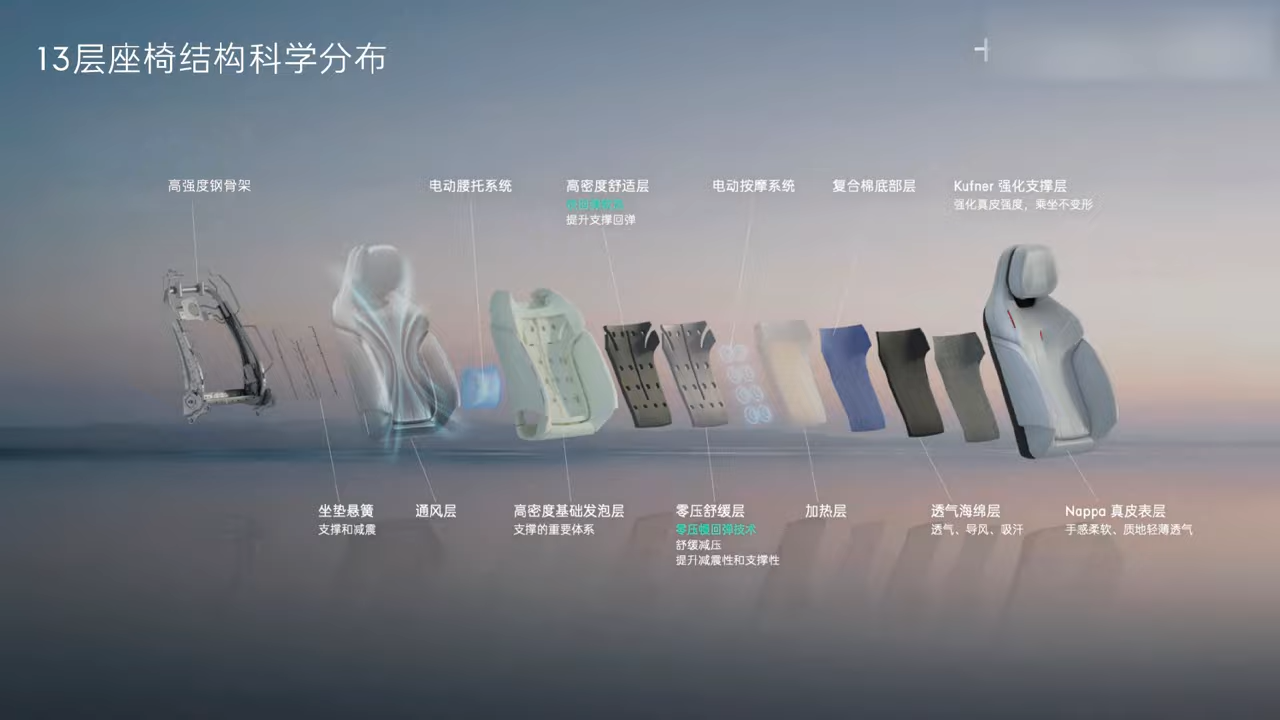 13层座椅结构科学分布
高强度钢骨架
电动腰托系统
高密度舒适层
提升支撑回弹
电动按摩系统
复合棉底部层
Kufner 强化支撑层
强化真皮强度，乘坐不变形
坐垫悬簧
支撑和减震
通风层
高密度基础发泡层
支撑的重要体系
零压舒缓层
零压慢回弹技术
舒缓减压
提升减震性和支撑性
加热层
透气海绵层
透气、导风、吸汗
Nappa 真皮表层
手感柔软、质地轻薄透气